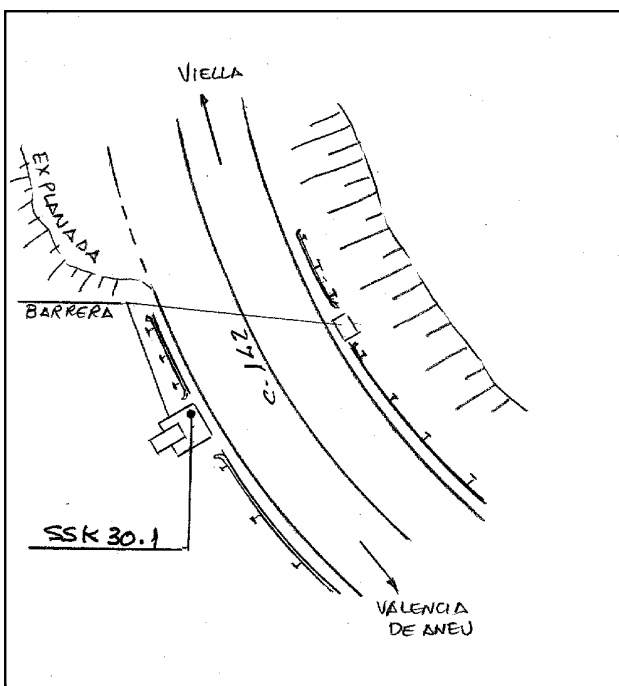 VIELLA
EXPLANADA
BARRERA
C.142
SSK 30.1
VALENCIA
DE ANEU